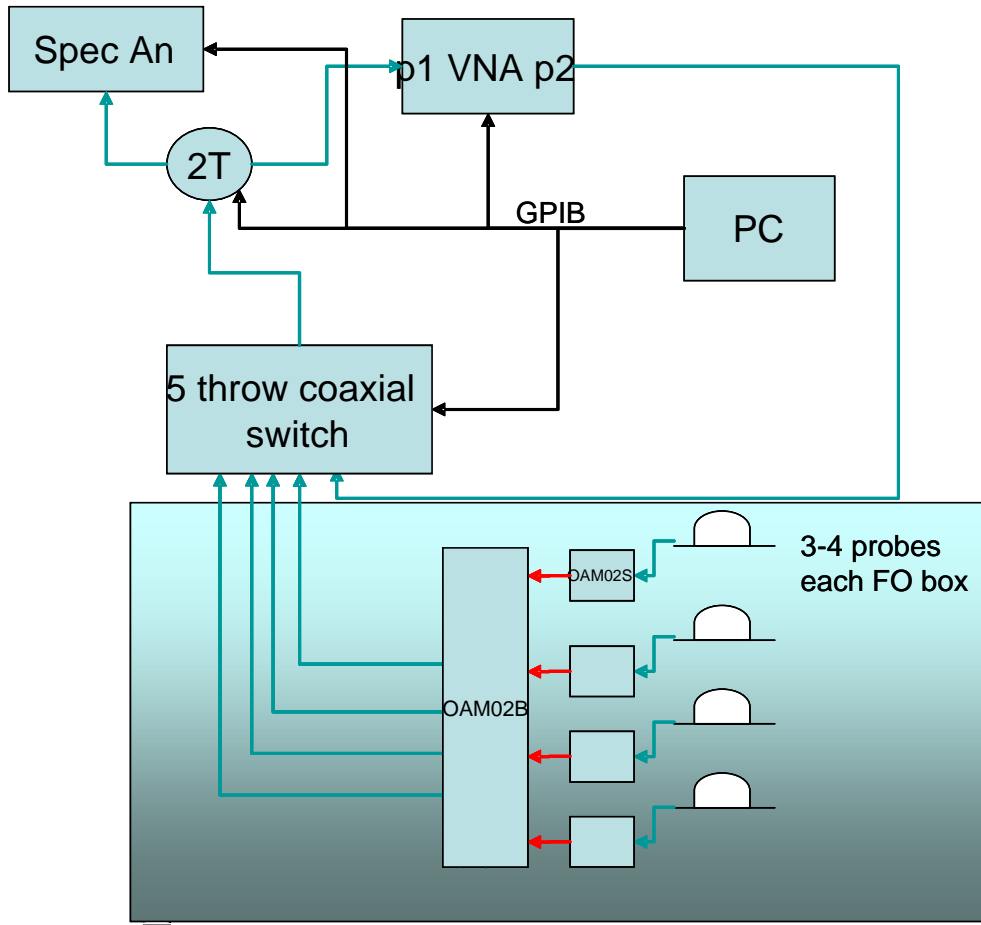 Spec An
p1 VNA p2
2T
GPIB
PC
5 throw coaxial
switch
3-4 probes
each FO box
OAM02S
OAM02B